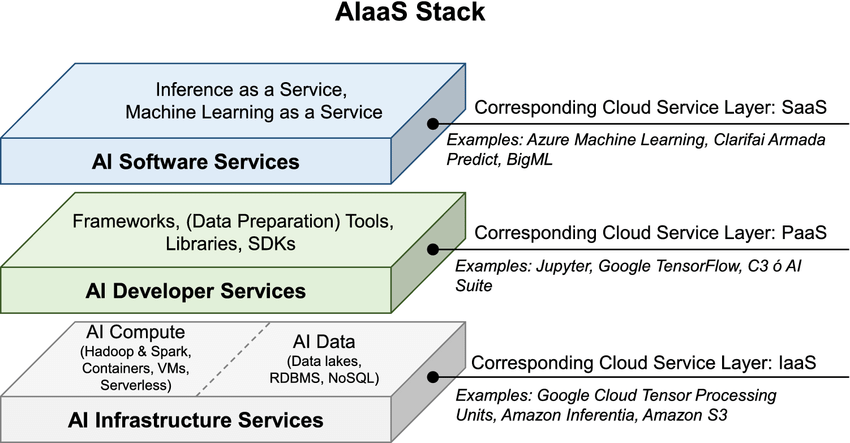 AIaaS Stack
Inference as a Service,
Machine Learning as a Service
AI Software Services
Corresponding Cloud Service Layer: SaaS
Examples: Azure Machine Learning, Clarifai Armada
Predict, BigML
Frameworks, (Data Preparation) Tools,
Libraries, SDKs
AI Developer Services
Corresponding Cloud Service Layer: PaaS
Examples: Jupyter, Google TensorFlow, C3 ó AI
Suite
AI Compute
(Hadoop & Spark,
Containers, VMs,
Serverless)
AI Data
(Data lakes,
RDBMS, NoSQL)
AI Infrastructure Services
Corresponding Cloud Service Layer: IaaS
Examples: Google Cloud Tensor Processing
Units, Amazon Inferentia, Amazon S3